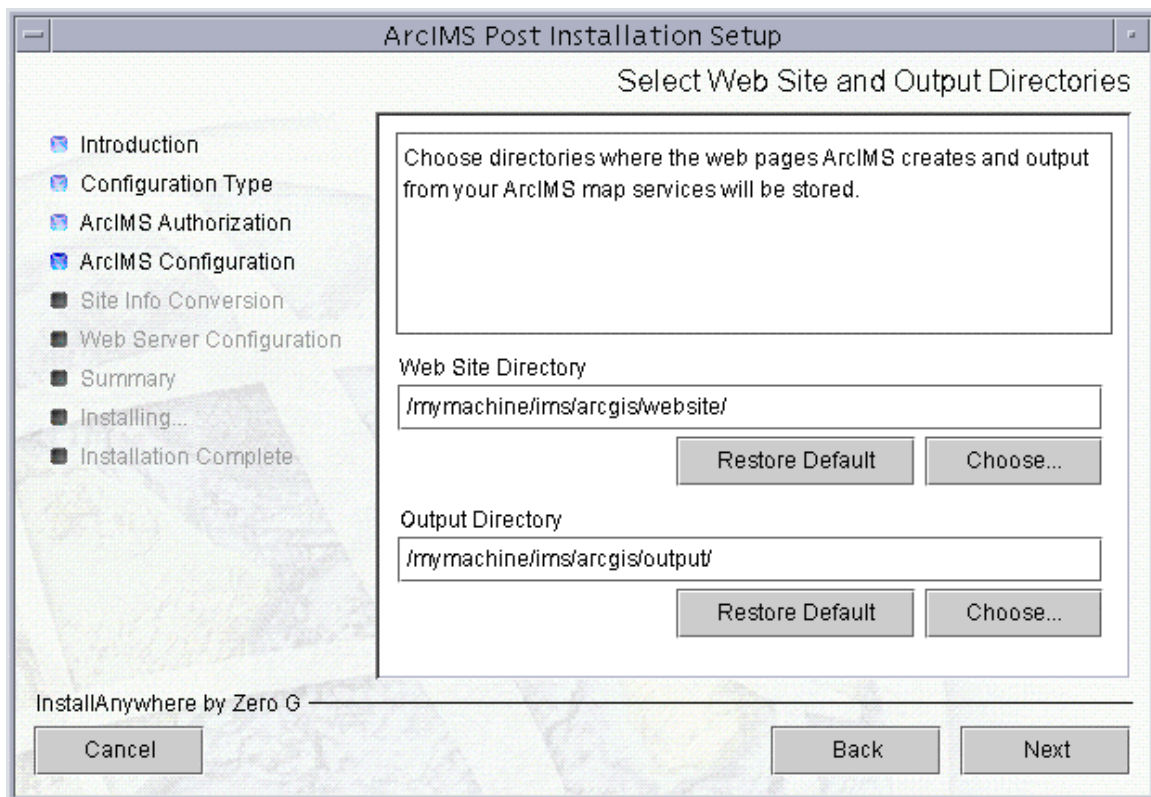 ArcIMS Post Installation Setup
Select Web Site and Output Directories
Introduction
Configuration Type
ArcIMS Authorization
ArcIMS Configuration
Site Info Conversion
Web Server Configuration
Summary
Installing...
Installation Complete
Choose directories where the web pages ArcIMS creates and output
from your ArcIMS map services will be stored.
Web Site Directory
/mymachine/ims/arcgis/website/
Restore Default
Choose...
Output Directory
/mymachine/ims/arcgis/output/
Restore Default
Choose...
InstallAnywhere by Zero G
Cancel
Back
Next